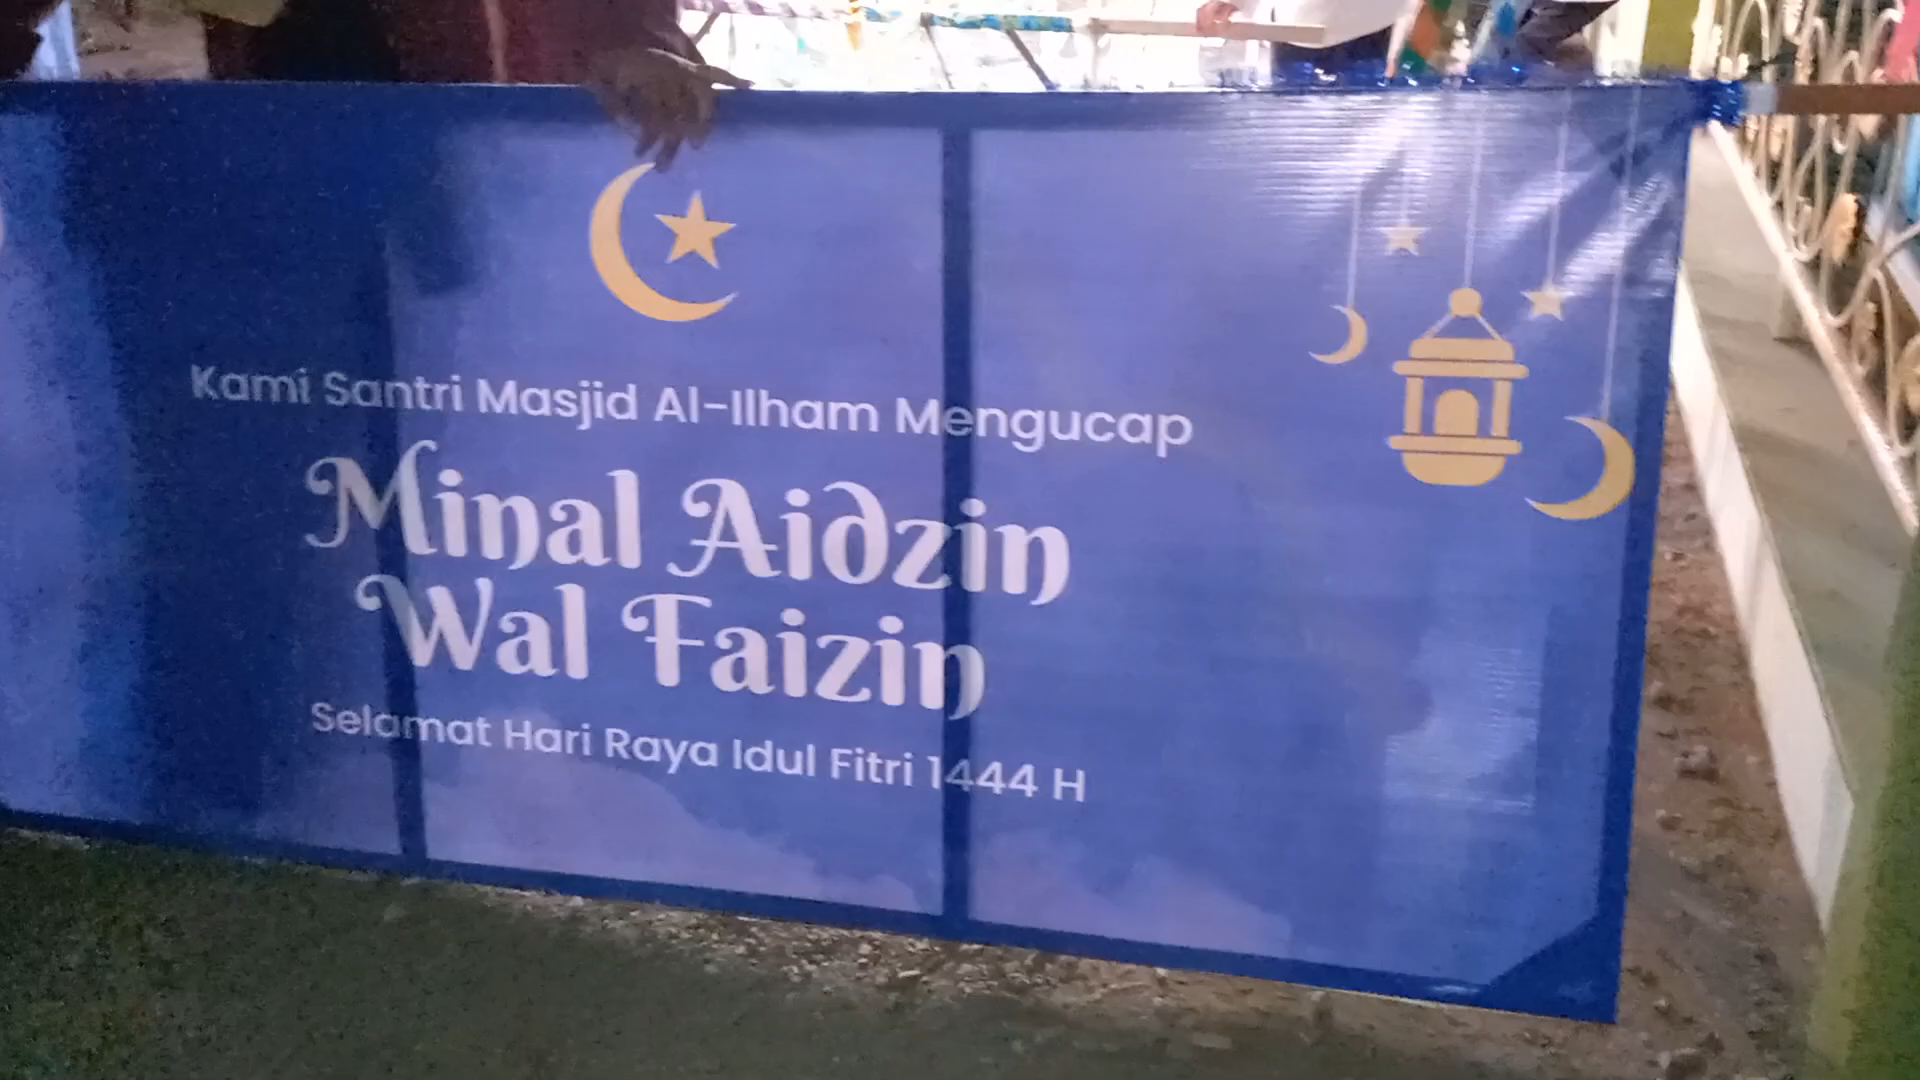 Kami Santri Masjid Al-Ilham Mengucap
Minal Aidzin
Wal Faizin
Selamat Hari Raya Idul Fitri 1444 H